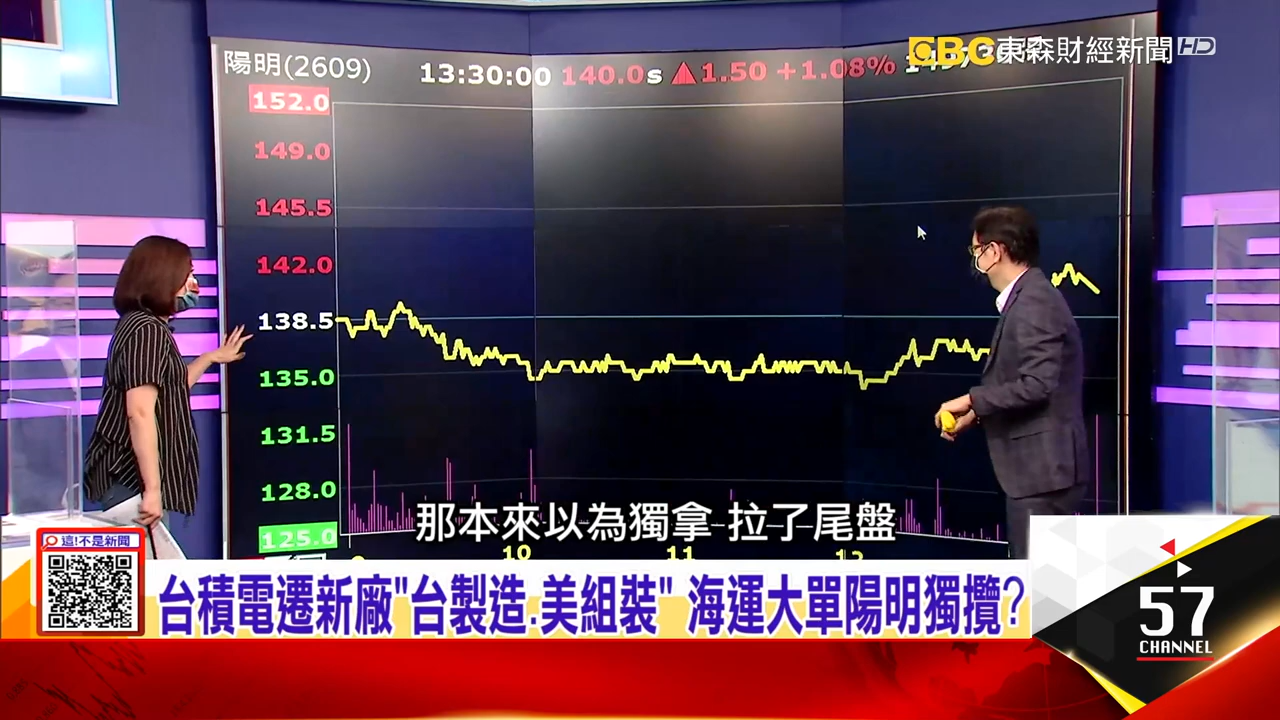 陽明(2609)
13:30:00 140.0s ▲1.50 +1.08%
EBC 東森財經新聞 HD
152.0
149.0
145.5
142.0
138.5
135.0
131.5
128.0
125.0
10
11
那本來以為獨拿 拉了尾盤
這!不是新聞
台積電遷新廠"台製造.美組裝" 海運大單陽明獨攬?
57
CHANNEL